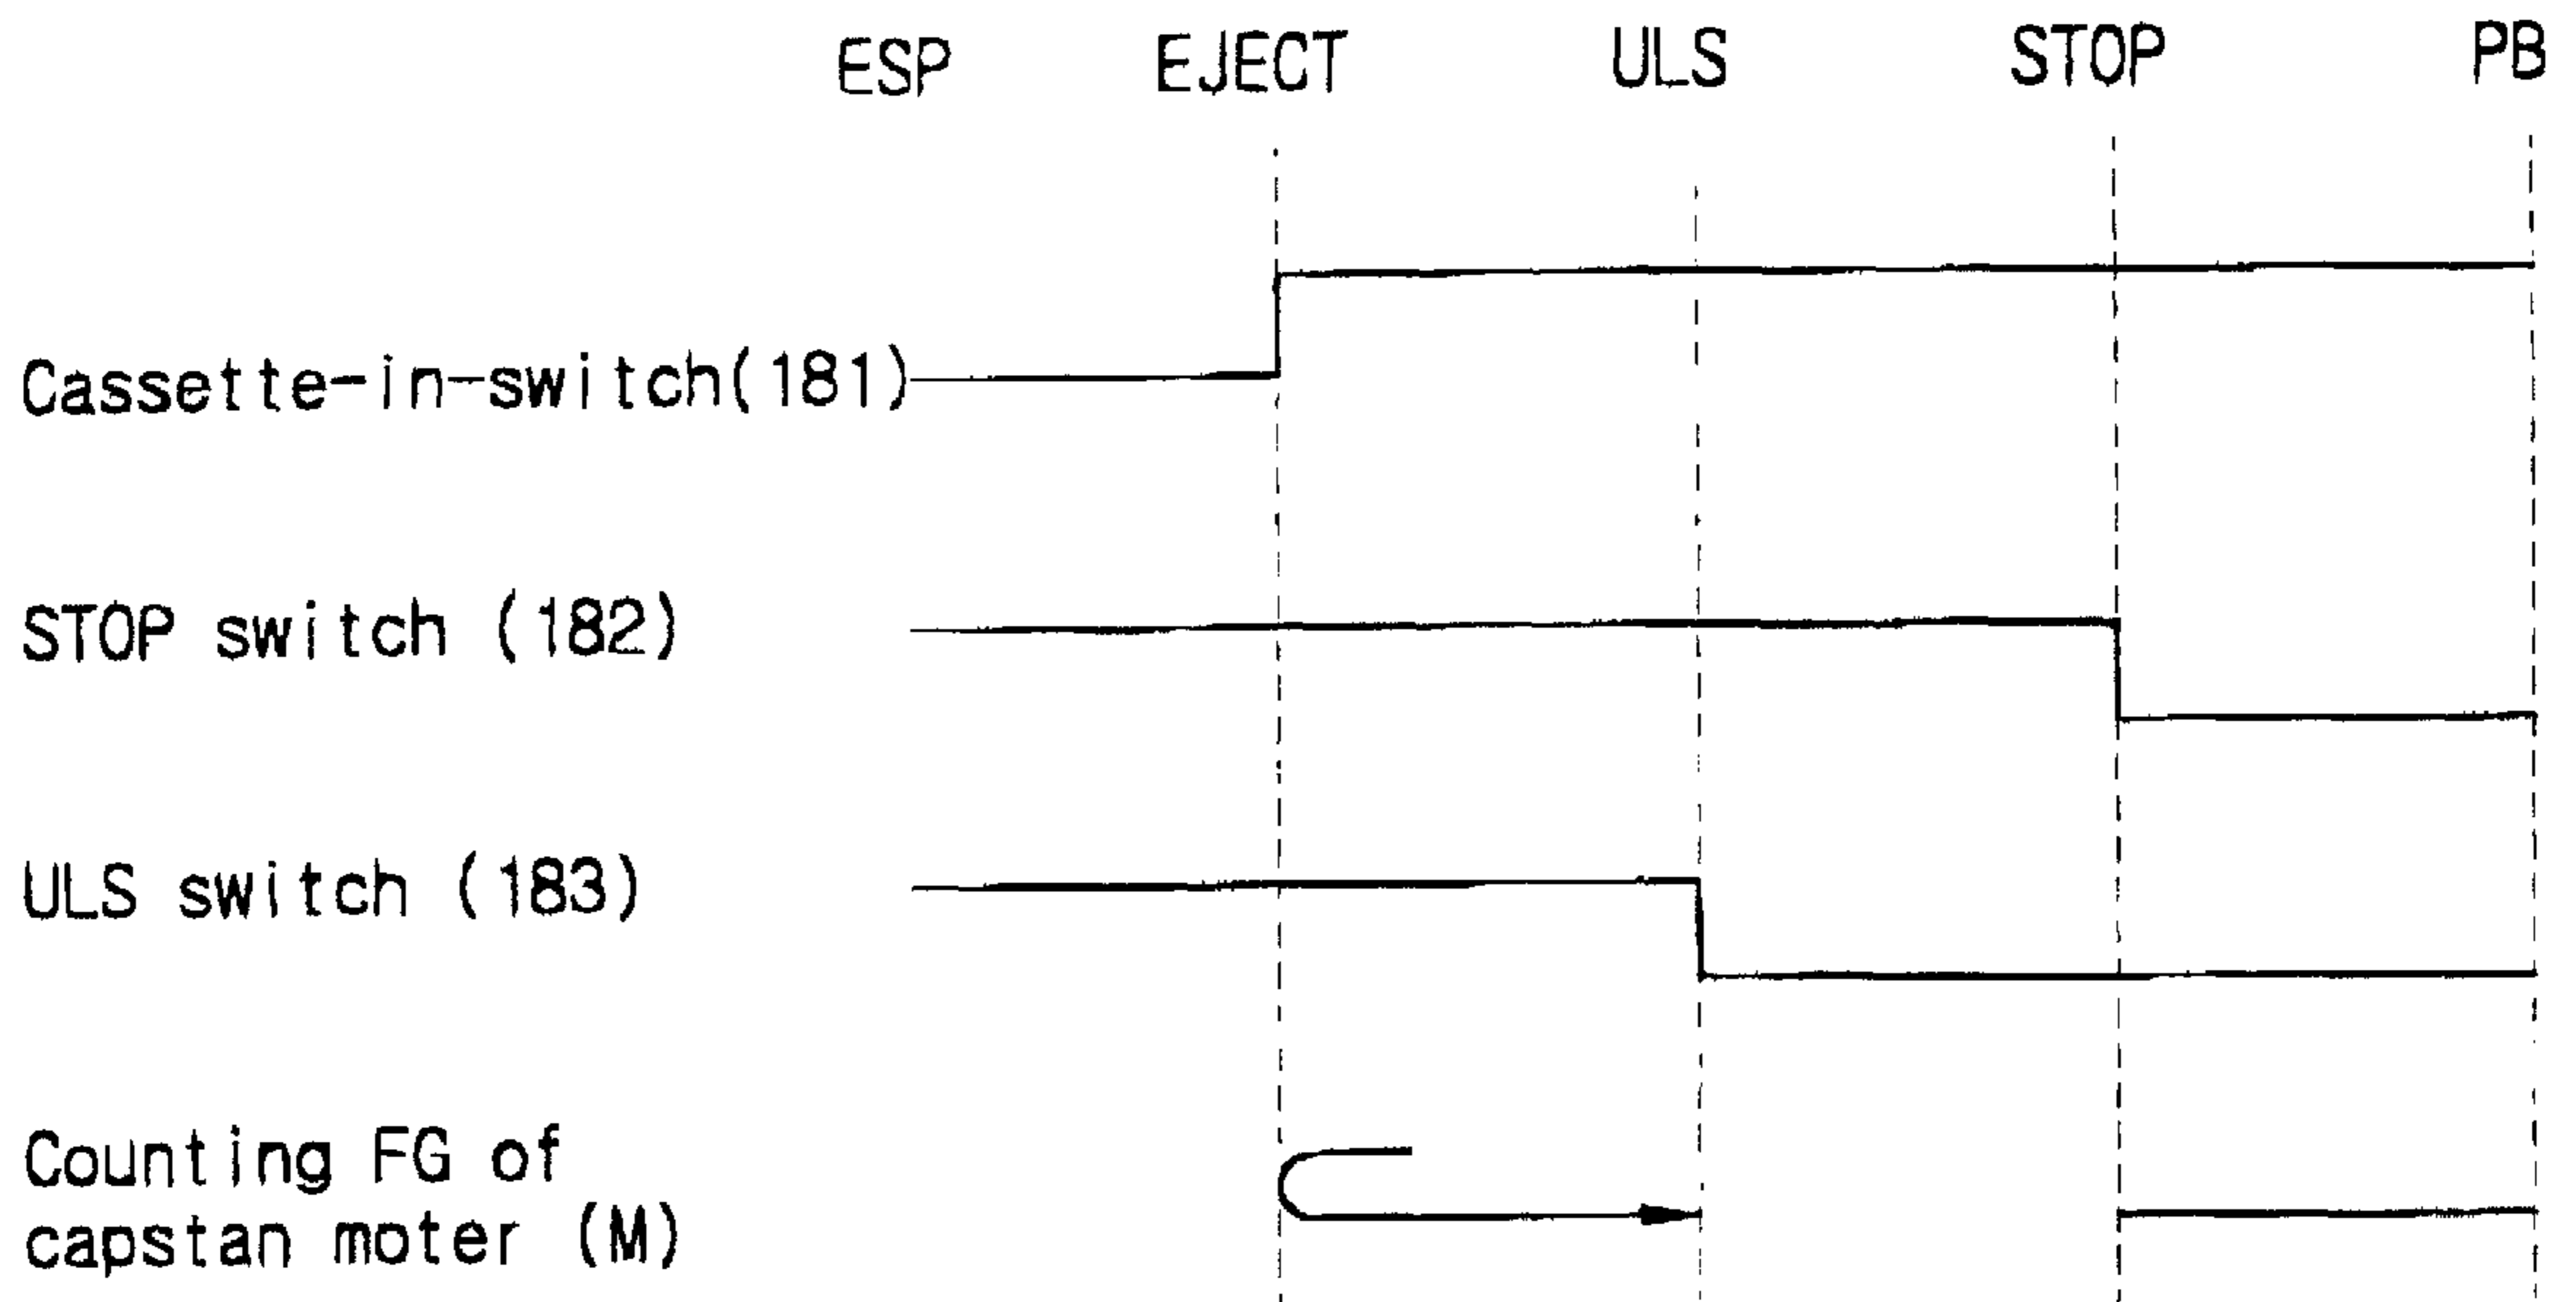 ESP EJECT ULS STOP PB
Cassette-in-switch(181)
STOP switch (182)
ULS switch (183)
Counting FG of
capstan moter (M)